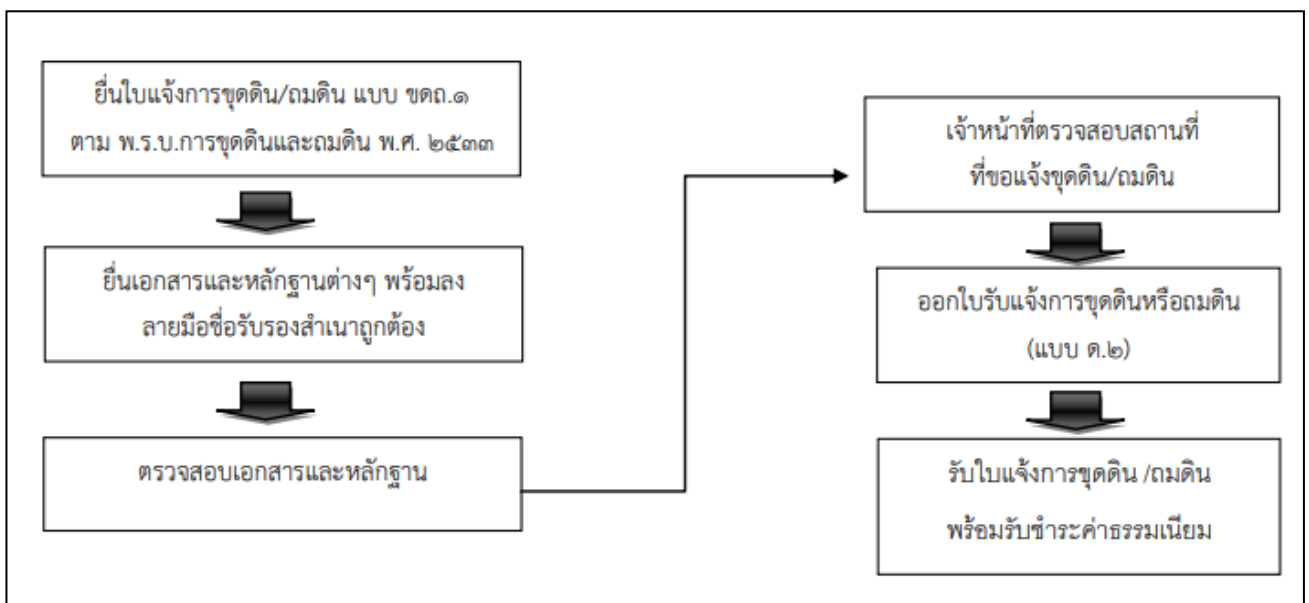 ยื่นใบแจ้งการขุดดิน/ถมดิน แบบ ขดถ.๑
ตาม พ.ร.บ.การขุดดินและถมดิน พ.ศ. ๒๕๓๓
ยื่นเอกสารและหลักฐานต่างๆ พร้อมลง
ลายมือชื่อรับรองสำเนาถูกต้อง
ตรวจสอบเอกสารและหลักฐาน
เจ้าหน้าที่ตรวจสอบสถานที่
ที่ขอแจ้งขุดดิน/ถมดิน
ออกใบรับแจ้งการขุดดินหรือถมดิน
(แบบ ด.๒)
รับใบแจ้งการขุดดิน /ถมดิน
พร้อมรับชำระค่าธรรมเนียม